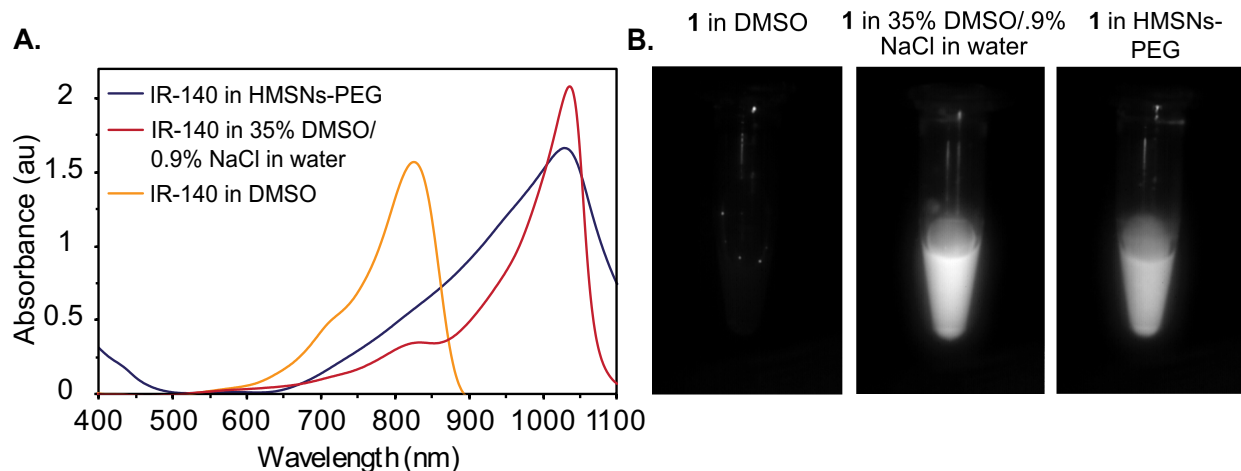 A.
Absorbance (au)
2
1.5
1
0.5
0
IR-140 in HMSNs-PEG
IR-140 in 35% DMSO/
0.9% NaCl in water
IR-140 in DMSO
400 500 600 700 800 900 1000 1100
Wavelength (nm)
B.
1 in DMSO
1 in 35% DMSO/.9%
NaCl in water
1 in HMSNs-
PEG